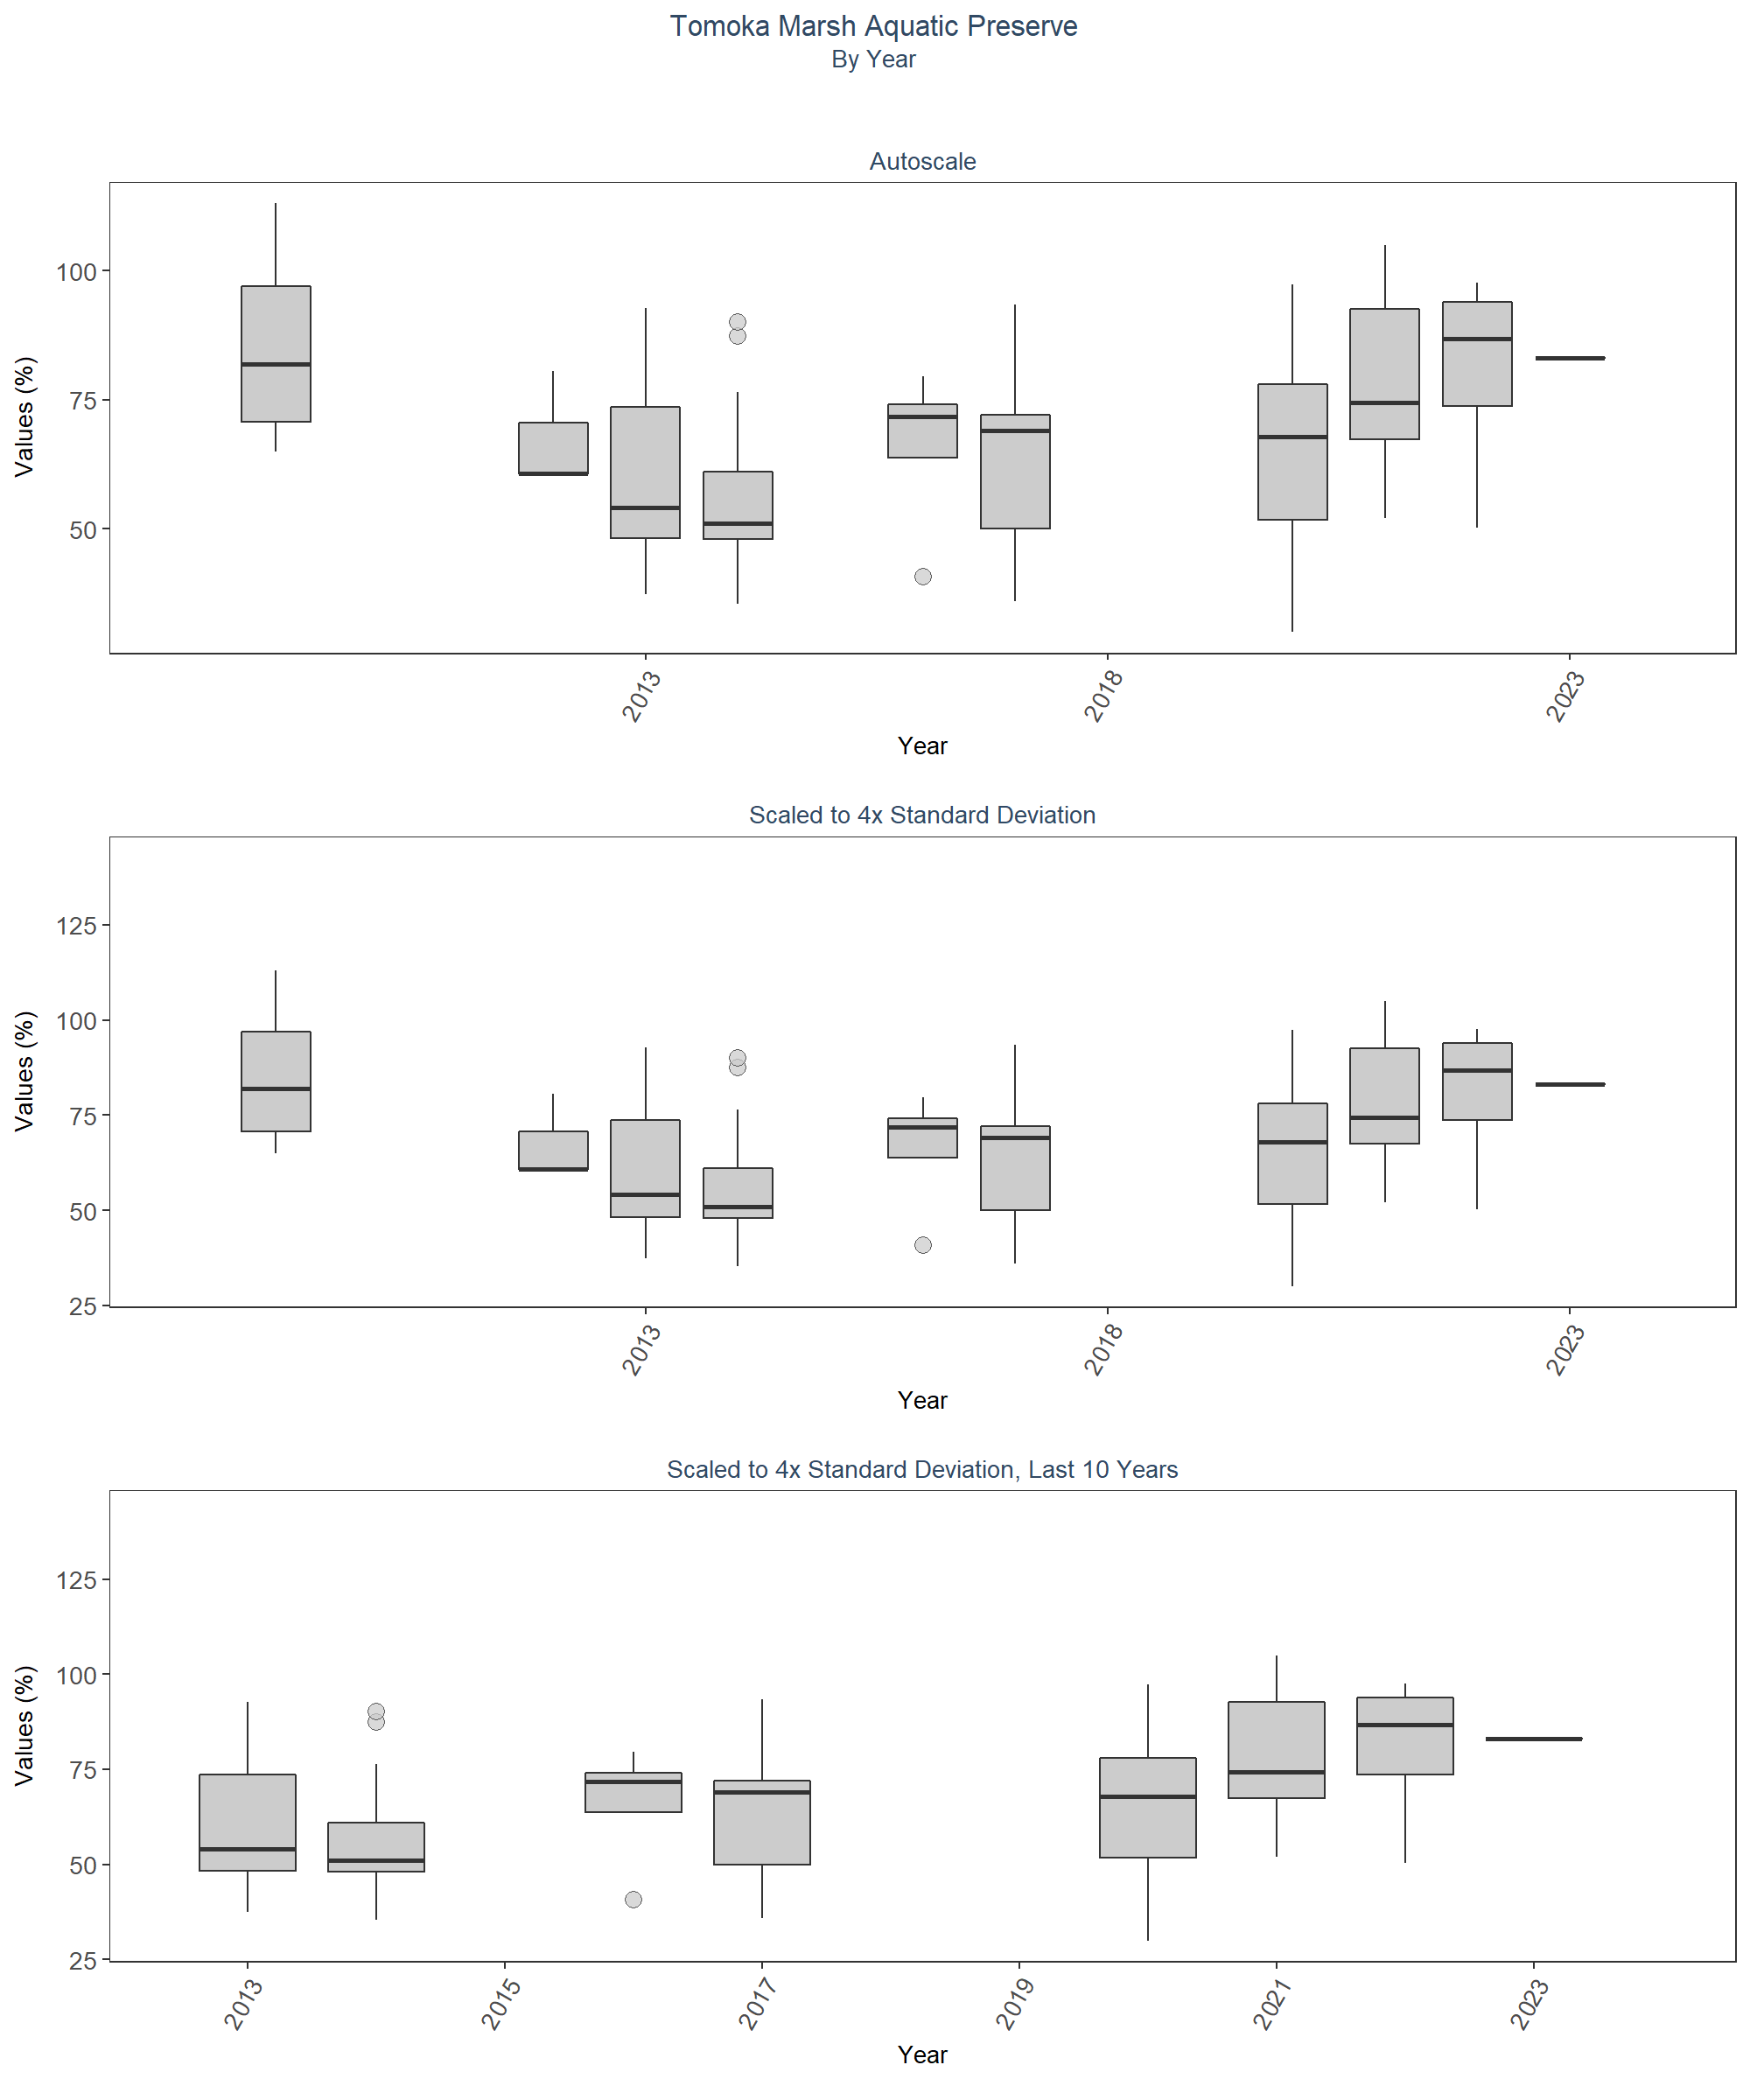 Tomoka Marsh Aquatic Preserve
By Year
Autoscale
Values (%)
100
75
50
2013
2018
2023
Year
Scaled to 4x Standard Deviation
Values (%)
125
100
75
50
25
2013
2018
2023
Year
Scaled to 4x Standard Deviation, Last 10 Years
Values (%)
125
100
75
50
25
2013
2015
2017
2019
2021
2023
Year